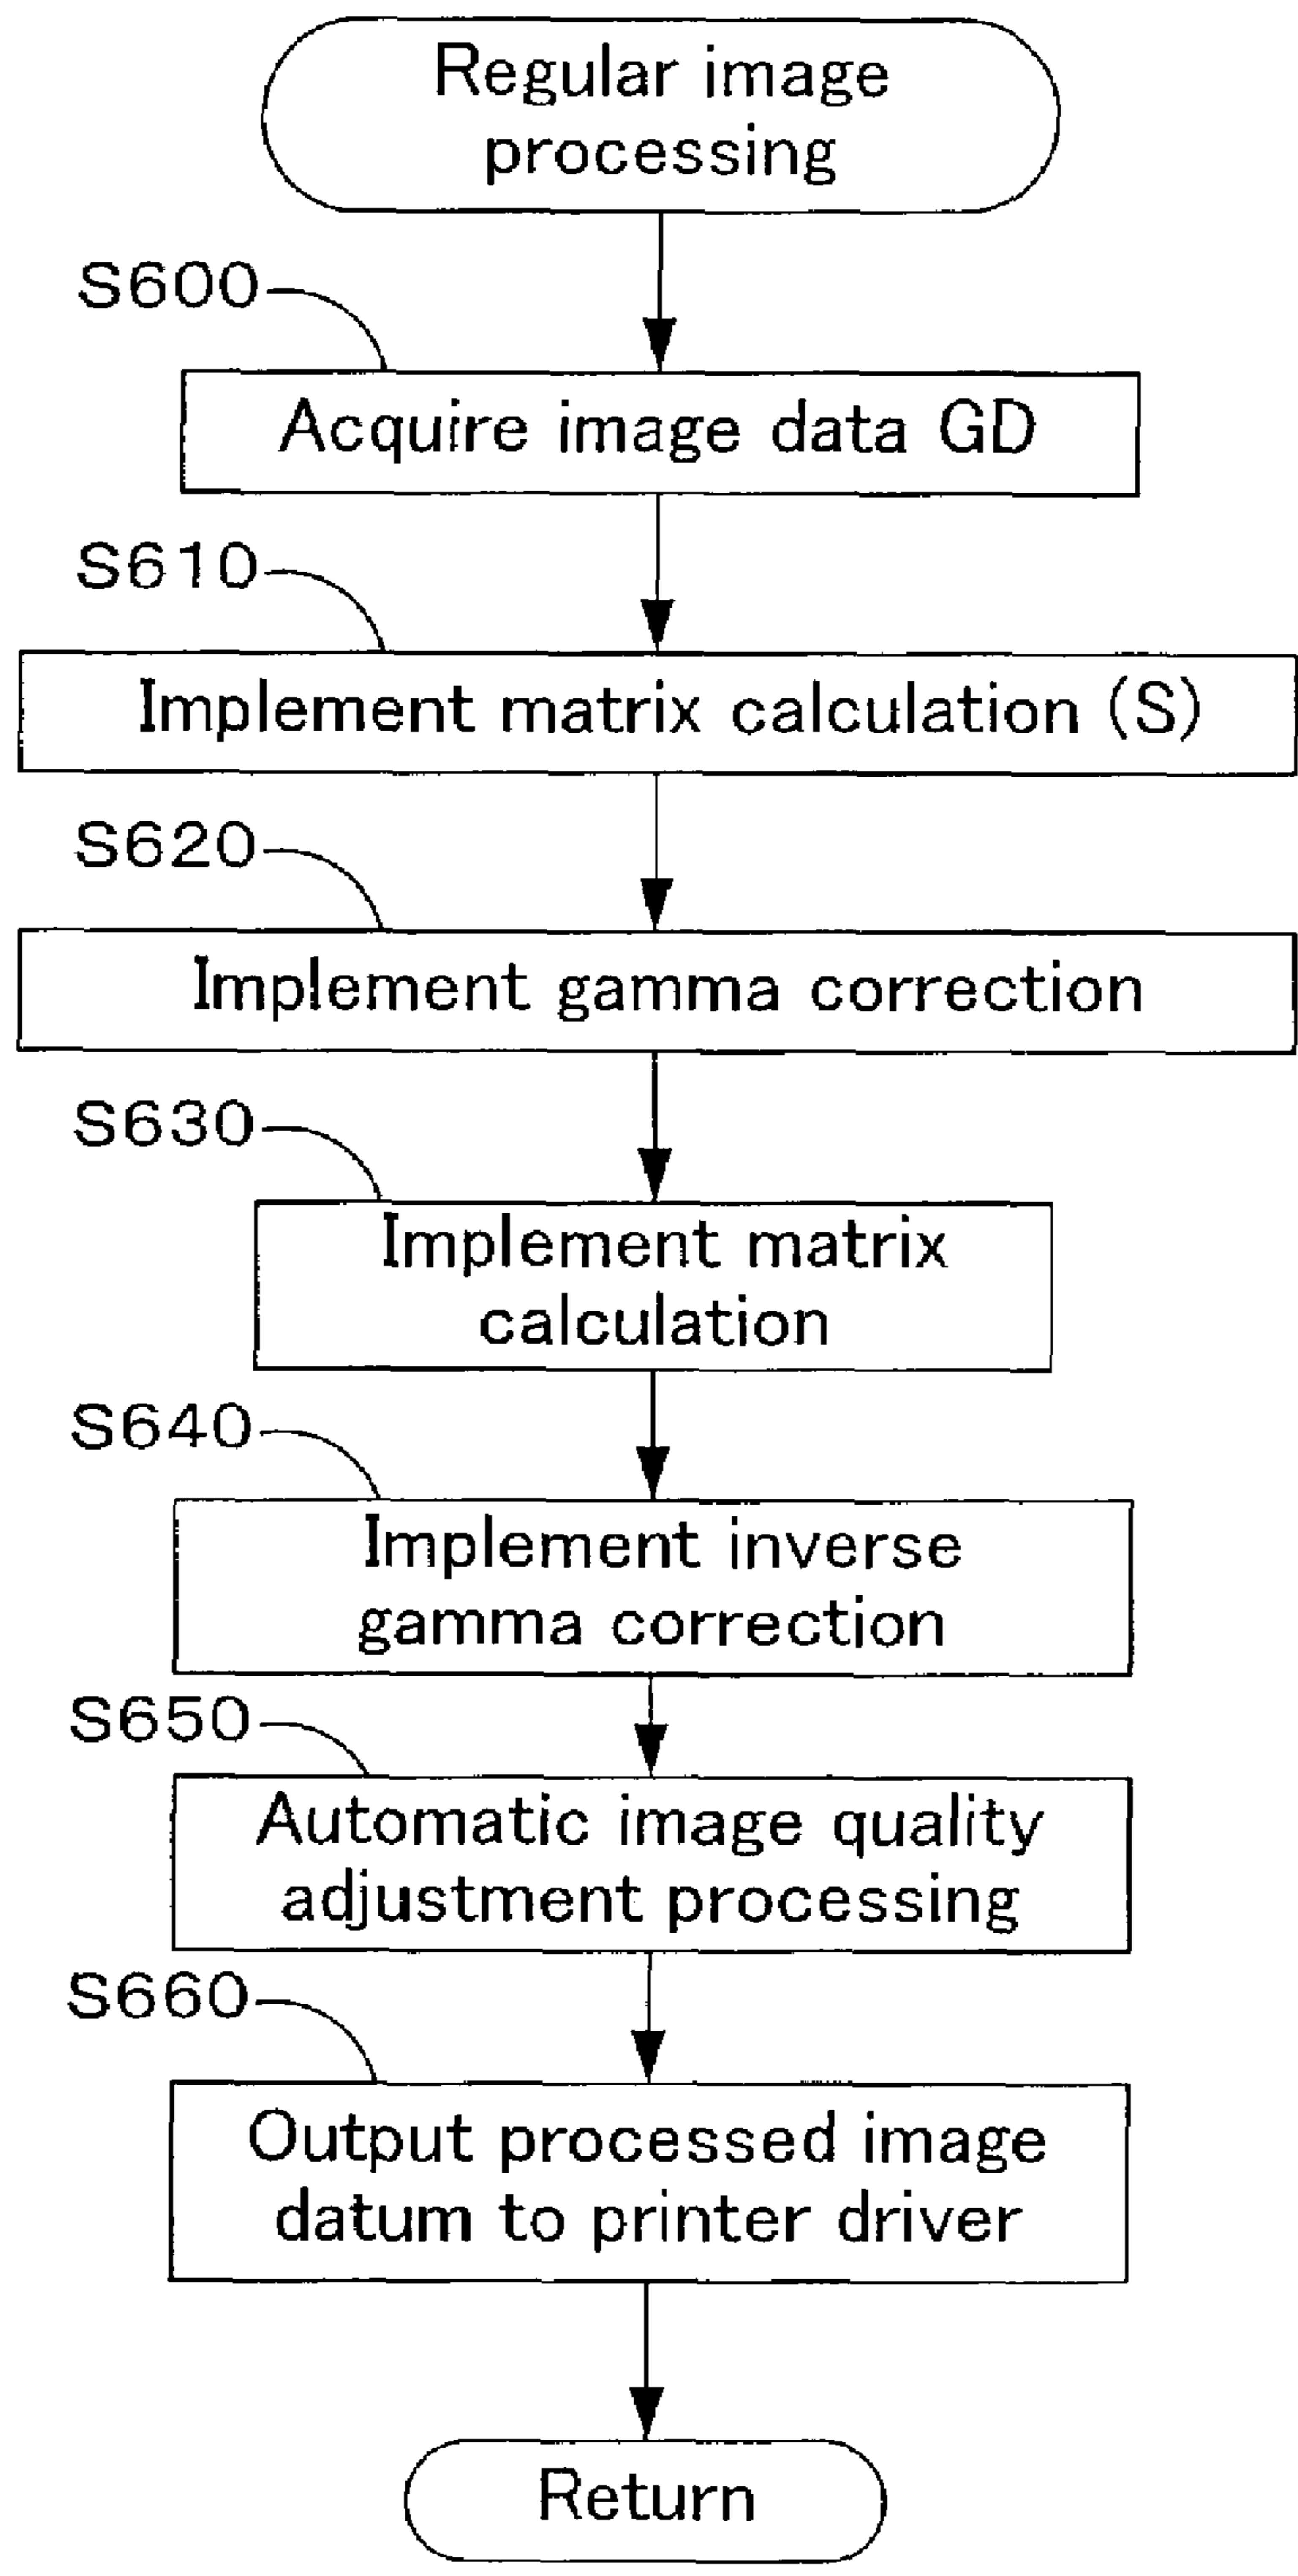 Regular image
processing
S600
Acquire image data GD
S610
Implement matrix calculation (S)
S620
Implement gamma correction
S630
Implement matrix
calculation
S640
Implement inverse
gamma correction
S650
Automatic image quality
adjustment processing
S660
Output processed image
datum to printer driver
Return